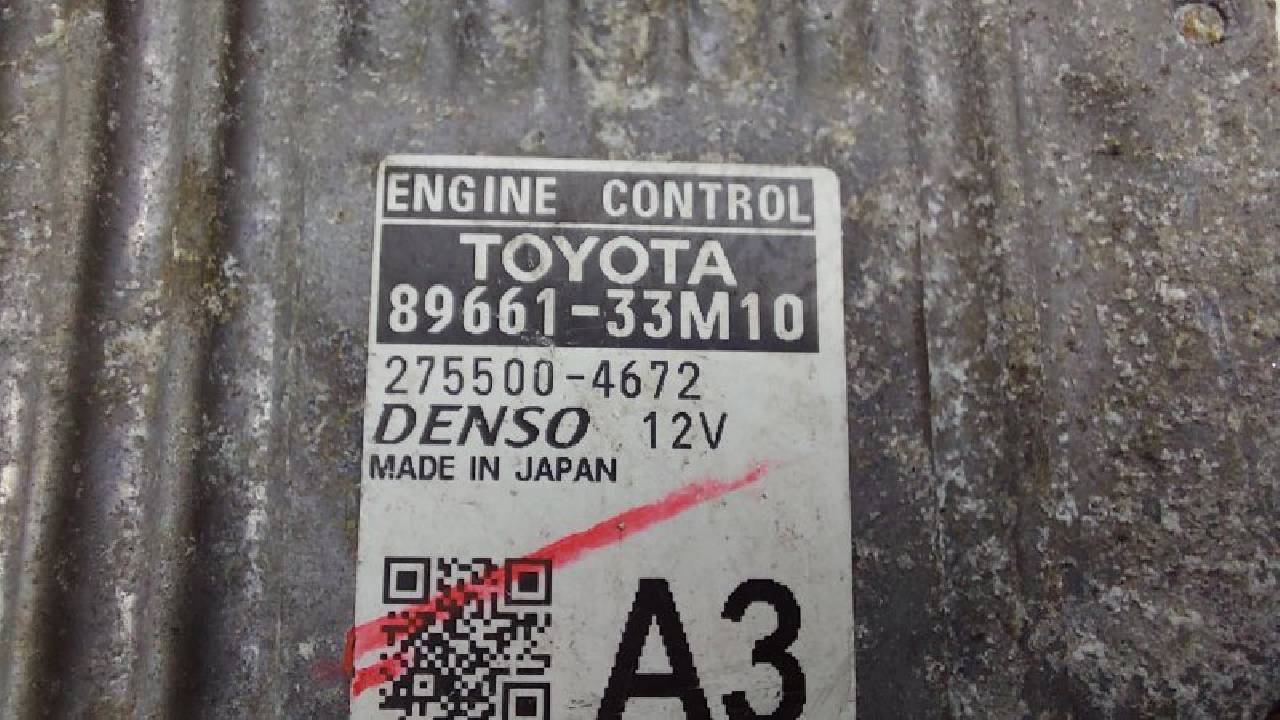 ENGINE CONTROL
TOYOTA
89661-33M10
275500-4672
DENSO 12V
MADE IN JAPAN
A3